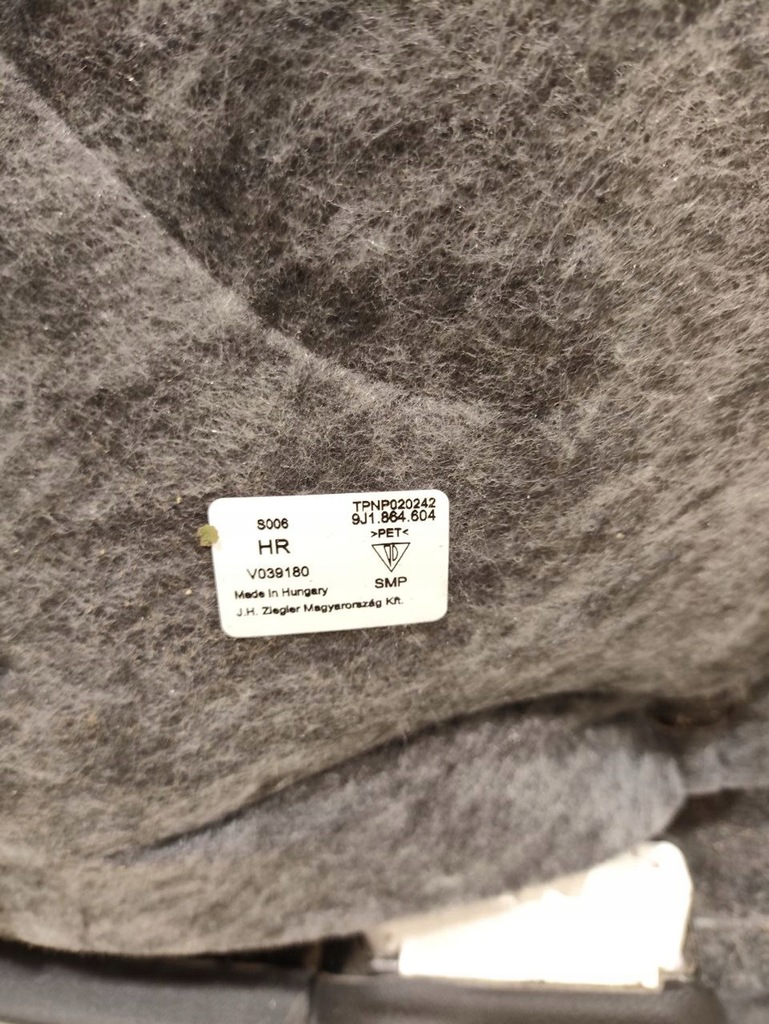 TPNP020242
S006
9J1.864.604
>PET<
HR
V039180
SMP
Made in Hungary
J.H. Ziegler Magyarország Kft.